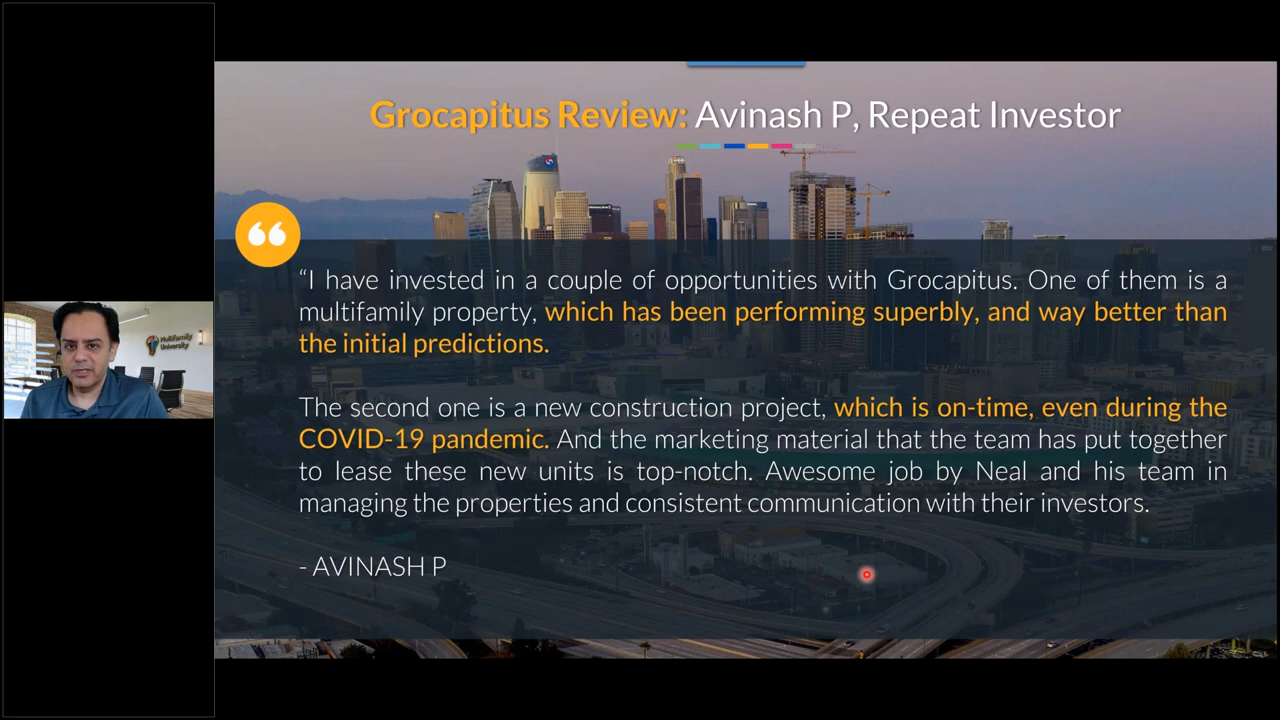 Grocapitus Review: Avinash P, Repeat Investor
“I have invested in a couple of opportunities with Grocapitus. One of them is a
multifamily property, which has been performing superbly, and way better than
the initial predictions.
The second one is a new construction project, which is on-time, even during the
COVID-19 pandemic. And the marketing material that the team has put together
to lease these new units is top-notch. Awesome job by Neal and his team in
managing the properties and consistent communication with their investors.
- AVINASH P
Multifamily
University